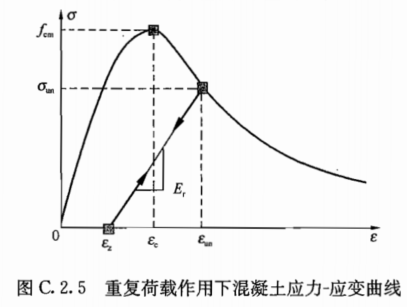 σ
f_cm
σ_un
E_r
0
ε_z
ε_c
ε_un
ε
图 C.2.5 重复荷载作用下混凝土应力-应变曲线